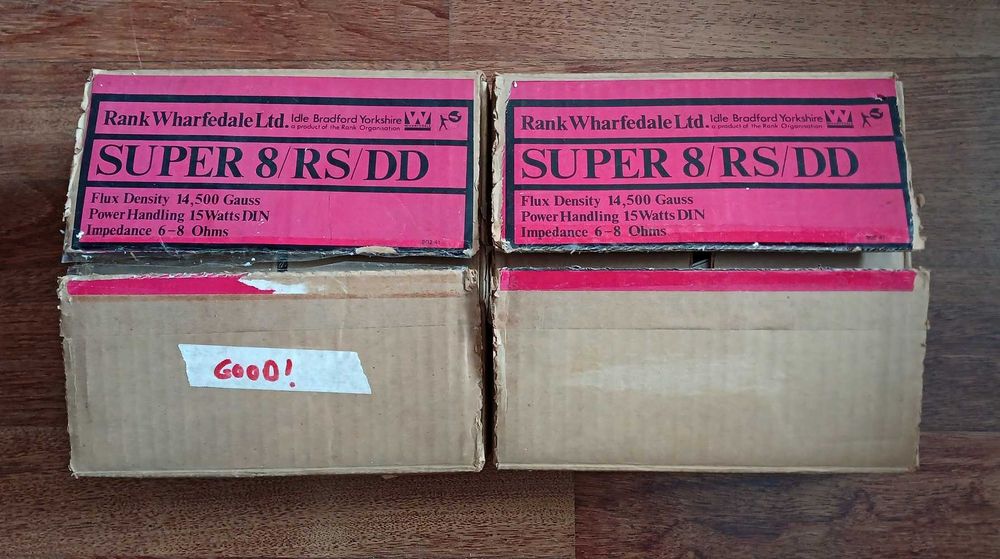 Rank Wharfedale Ltd. Idle Bradford Yorkshire
a product of the Rank Organisation
SUPER 8/RS/DD
Flux Density 14,500 Gauss
Power Handling 15 Watts DIN
Impedance 6-8 Ohms
Rank Wharfedale Ltd. Idle Bradford Yorkshire
a product of the Rank Organisation
SUPER 8/RS/DD
Flux Density 14,500 Gauss
Power Handling 15 Watts DIN
Impedance 6-8 Ohms
GOOD!